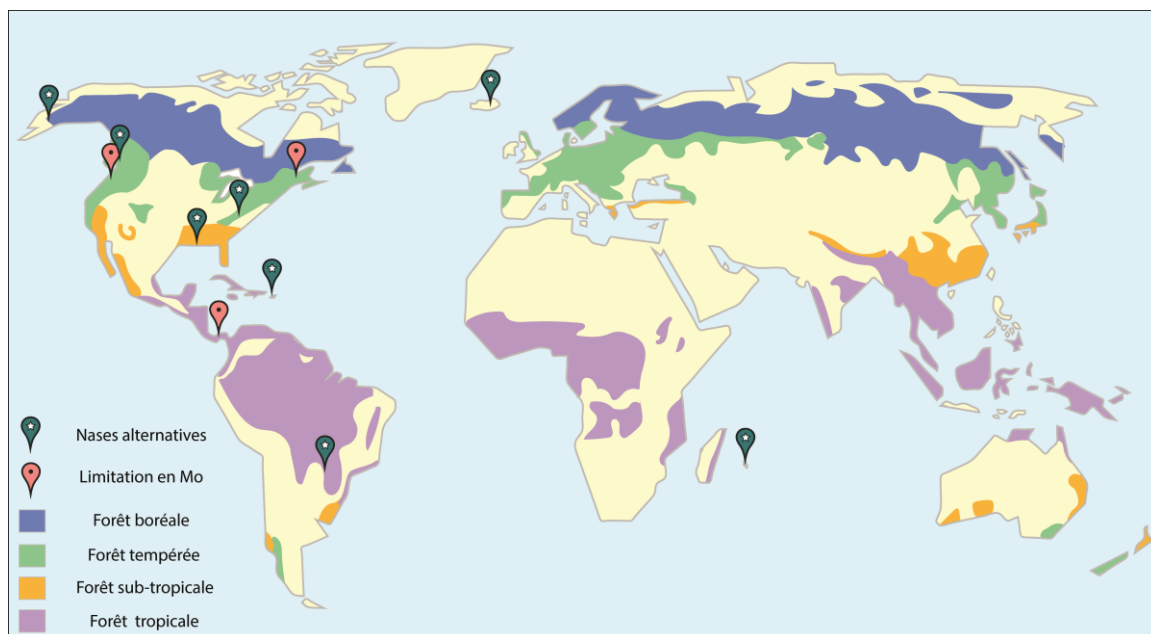 Nases alternatives
Limitation en Mo
Forêt boréale
Forêt tempérée
Forêt sub-tropicale
Forêt tropicale